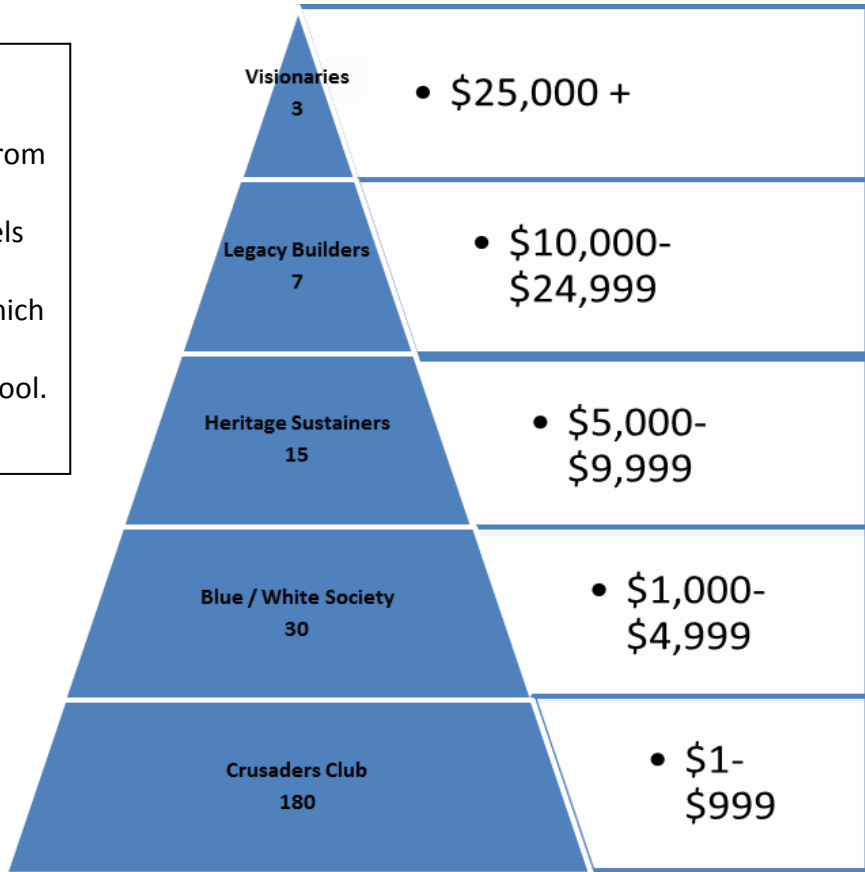 els
hich
ool.
Visionaries
3
• $25,000 +
Legacy Builders
7
• $10,000-
$24,999
Heritage Sustainers
15
• $5,000-
$9,999
Blue / White Society
30
• $1,000-
$4,999
Crusaders Club
180
• $1-
$999